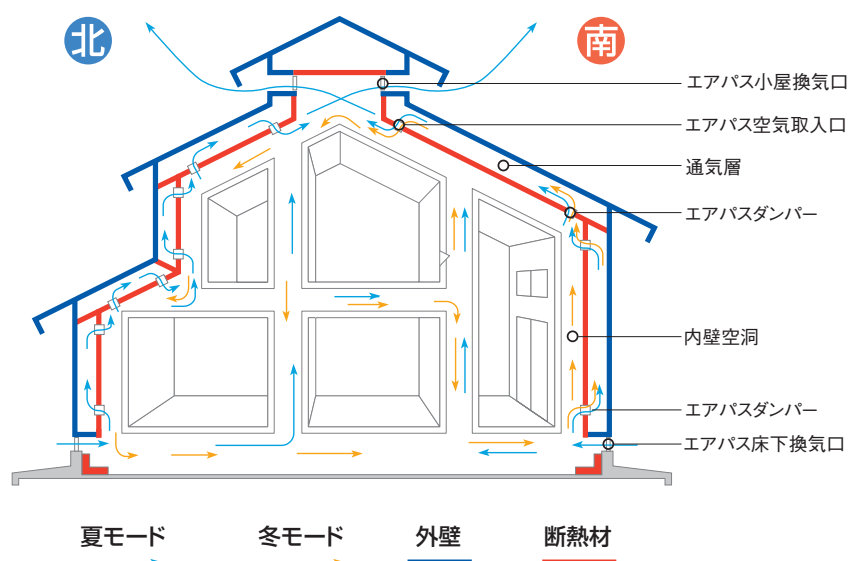 北
南
エアパス小屋換気口
エアパス空気取入口
通気層
エアパスダンパー
内壁空洞
エアパスダンパー
エアパス床下換気口
夏モード 冬モード 外壁 断熱材